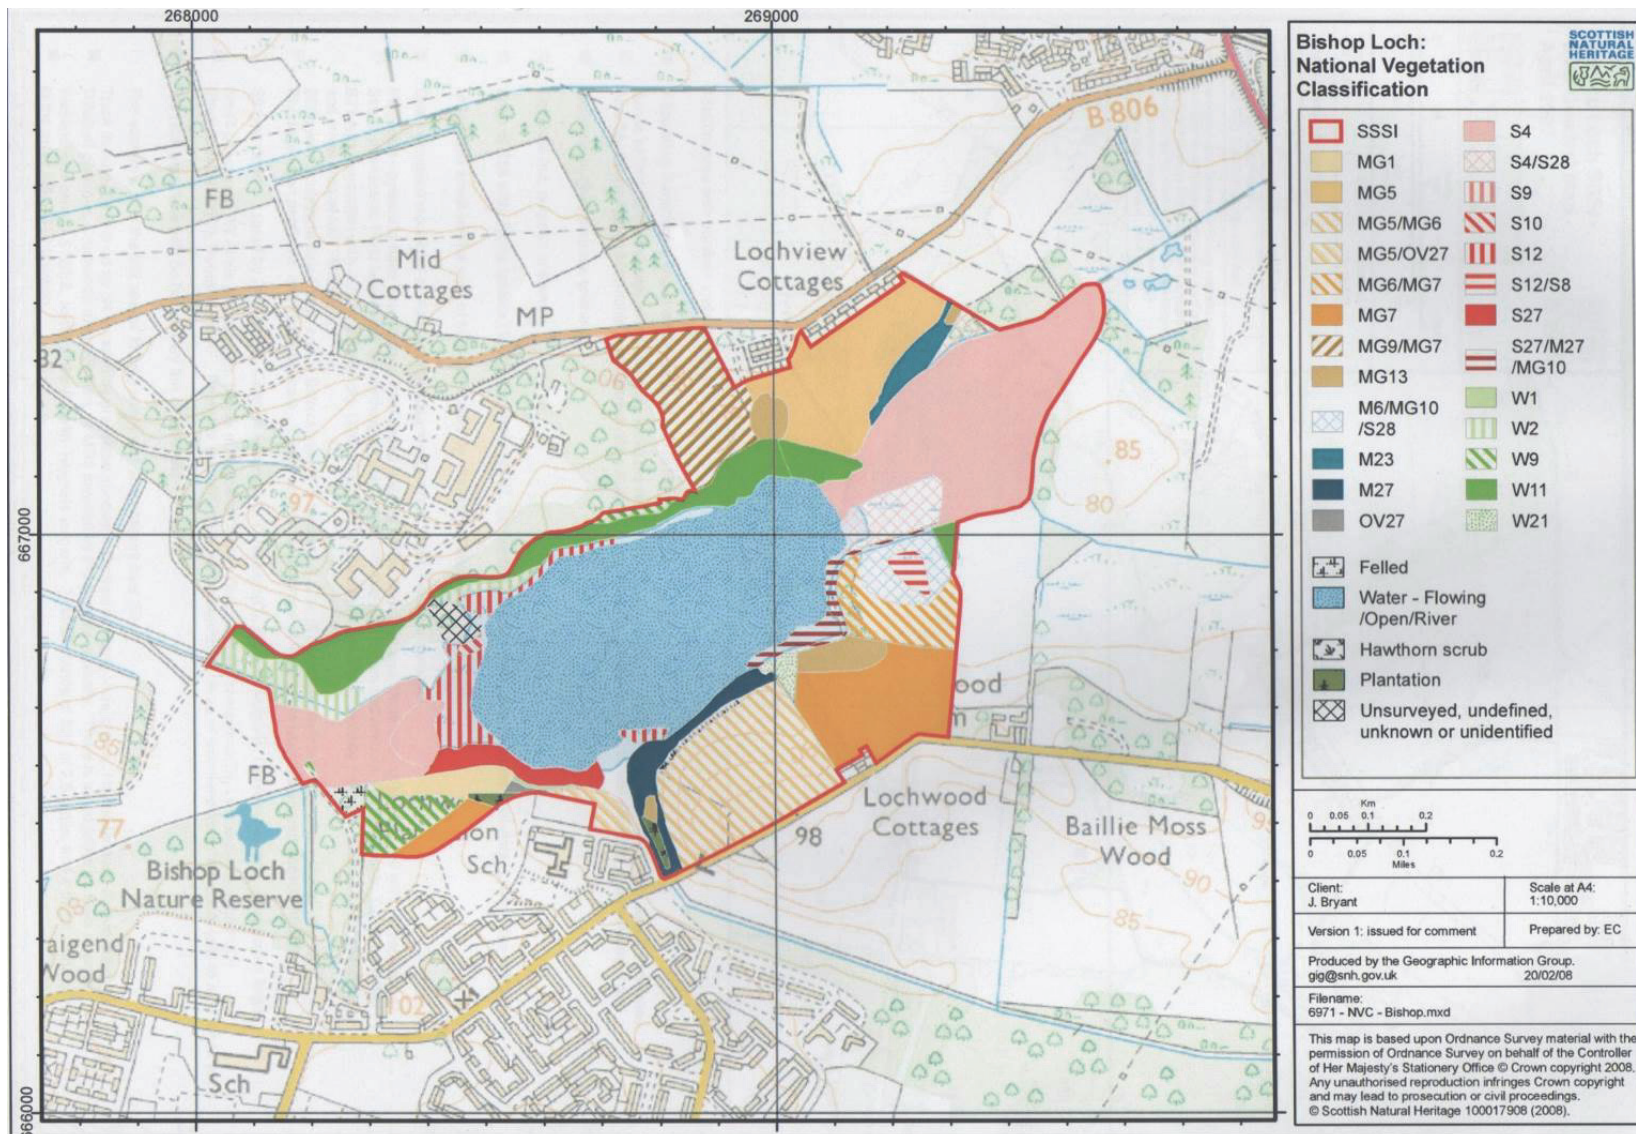 268000
269000
B 806
FB
Mid
Cottages
Lochview
Cottages
MP
82
90
97
85
80
667000
ood
m
85
FB
77
Plantation
Sch
98
Lochwood
Cottages
Baillie Moss
Wood
90
85
Bishop Loch
Nature Reserve
80
aigend
Wood
102
Sch
666000
Bishop Loch:
National Vegetation
Classification
SCOTTISH
NATURAL
HERITAGE
SSSI
MG1
MG5
MG5/MG6
MG5/OV27
MG6/MG7
MG7
MG9/MG7
MG13
M6/MG10
/S28
M23
M27
OV27
S4
S4/S28
S9
S10
S12
S12/S8
S27
S27/M27
/MG10
W1
W2
W9
W11
W21
Felled
Water - Flowing
/Open/River
Hawthorn scrub
Plantation
Unsurveyed, undefined,
unknown or unidentified
Km
0 0.05 0.1 0.2
0 0.05 0.1 0.2
Miles
Client:
J. Bryant
Scale at A4:
1:10,000
Version 1: issued for comment
Prepared by: EC
Produced by the Geographic Information Group.
gig@snh.gov.uk 20/02/08
Filename:
6971 - NVC - Bishop.mxd
This map is based upon Ordnance Survey material with the
permission of Ordnance Survey on behalf of the Controller
of Her Majesty's Stationery Office © Crown copyright 2008.
Any unauthorised reproduction infringes Crown copyright
and may lead to prosecution or civil proceedings.
© Scottish Natural Heritage 100017908 (2008).